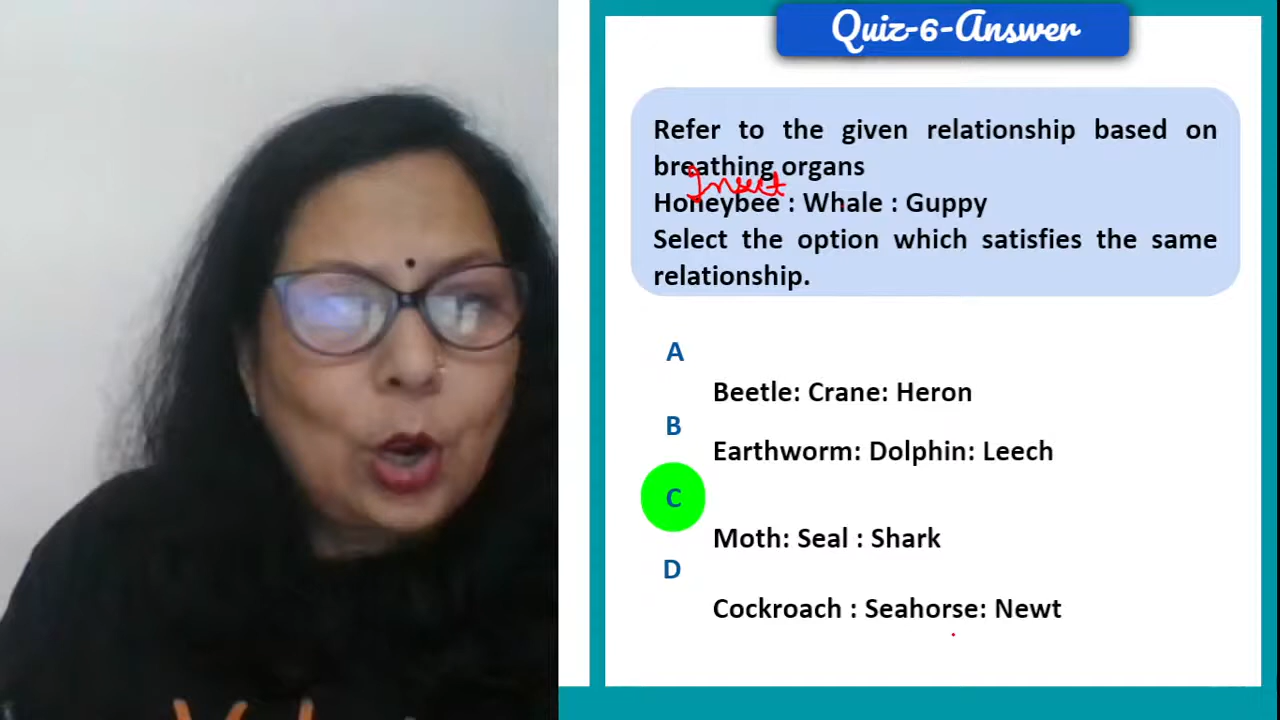 Quiz-6-Answer
Refer to the given relationship based on
breathing organs
Insect
Honeybee : Whale : Guppy
Select the option which satisfies the same
relationship.
A
Beetle: Crane: Heron
B
Earthworm: Dolphin: Leech
C
Moth: Seal : Shark
D
Cockroach : Seahorse: Newt